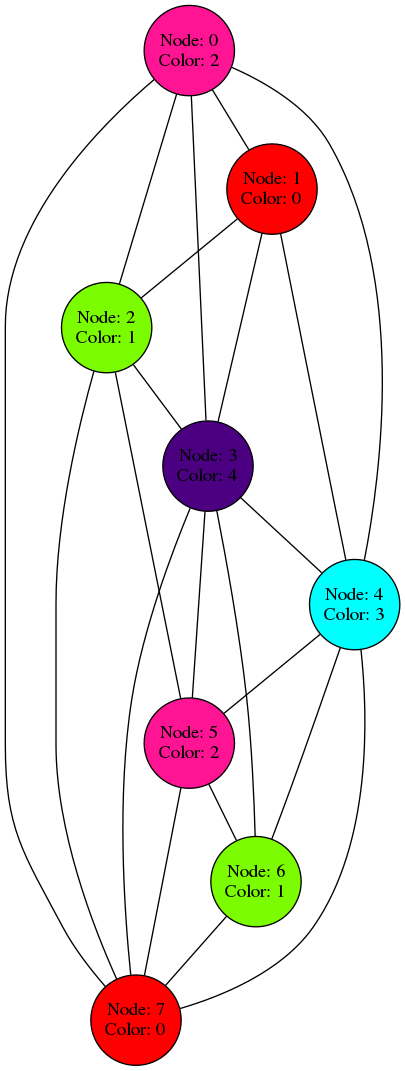 Node: 0
Color: 2
Node: 1
Color: 0
Node: 2
Color: 1
Node: 3
Color: 4
Node: 4
Color: 3
Node: 5
Color: 2
Node: 6
Color: 1
Node: 7
Color: 0